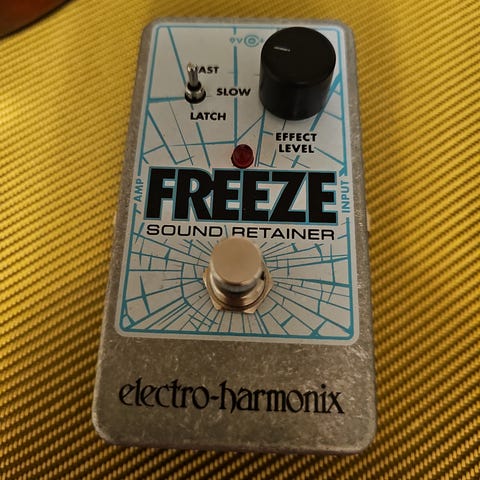 9V
FAST
SLOW
LATCH
EFFECT
LEVEL
AMP
INPUT
FREEZE
SOUND RETAINER
electro-harmonix